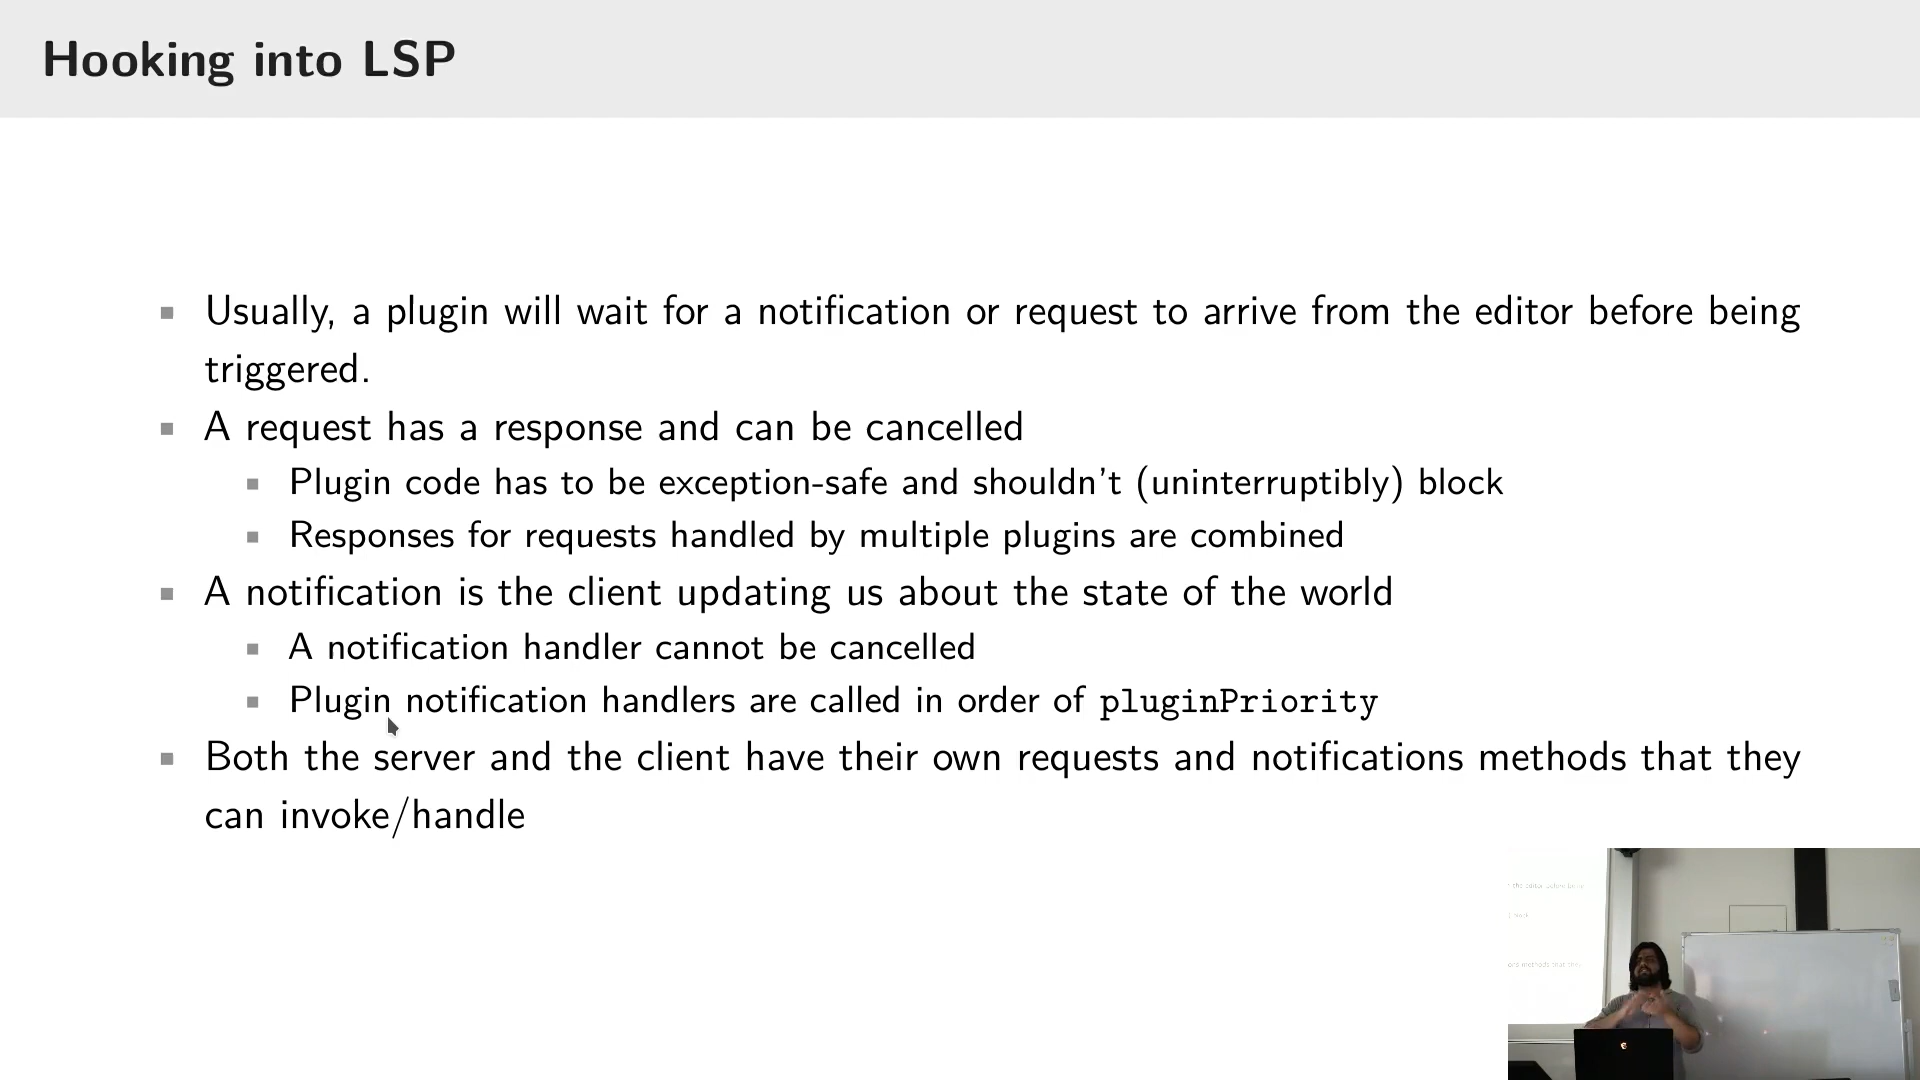 Hooking into LSP
Usually, a plugin will wait for a notification or request to arrive from the editor before being
triggered.
A request has a response and can be cancelled
Plugin code has to be exception-safe and shouldn't (uninterruptibly) block
Responses for requests handled by multiple plugins are combined
A notification is the client updating us about the state of the world
A notification handler cannot be cancelled
Plugin notification handlers are called in order of pluginPriority
Both the server and the client have their own requests and notifications methods that they
can invoke/handle